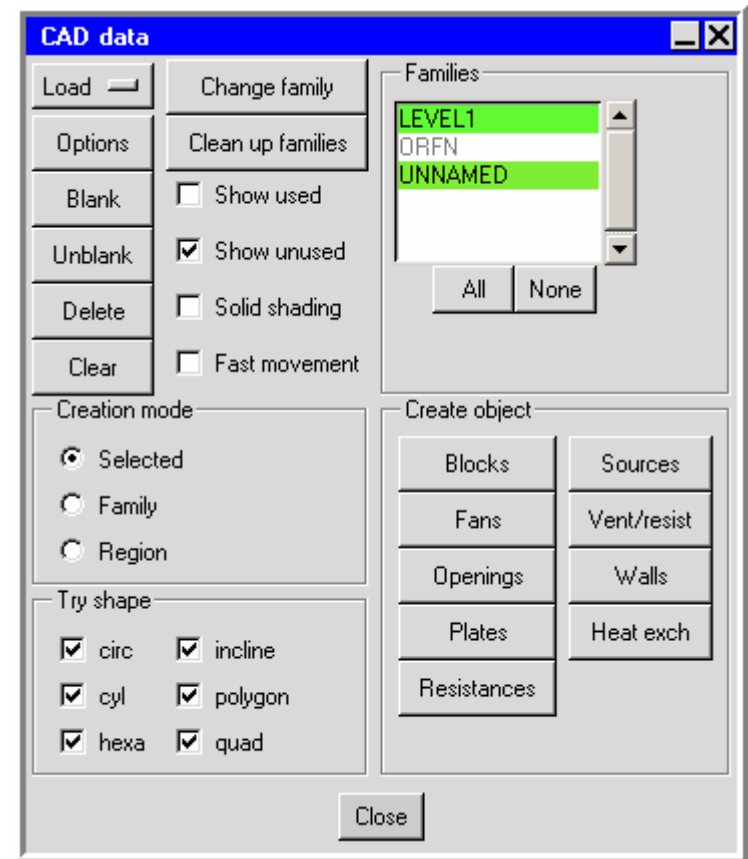 CAD data
Load
Change family
Options
Clean up families
Blank
Show used
Unblank
Show unused
Delete
Solid shading
Clear
Fast movement
Families
LEVEL1
ORFN
UNNAMED
All None
Creation mode
Selected
Family
Region
Create object
Blocks Sources
Fans Vent/resist
Openings Walls
Plates Heat exch
Resistances
Try shape
circ incline
cyl polygon
hexa quad
Close